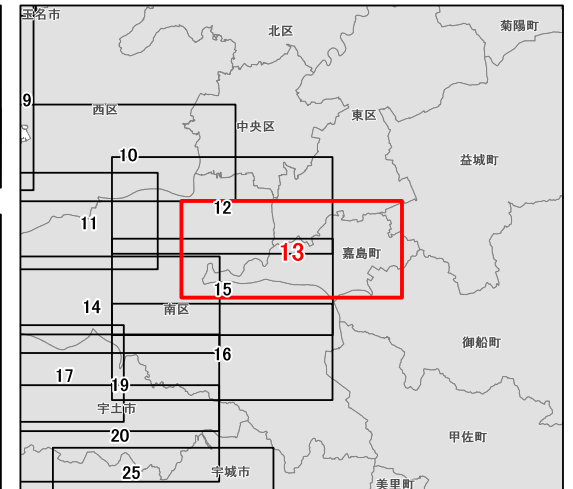 玉名市
北区
菊陽町
9
西区
中央区
東区
10
益城町
12
11
13
嘉島町
15
14
南区
16
御船町
17
19
宇土市
20
甲佐町
25
宇城市
美里町